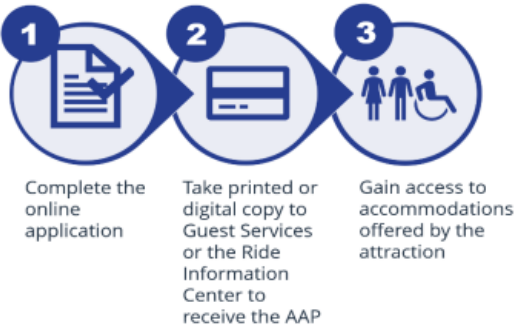 1
Complete the
online
application
2
Take printed or
digital copy to
Guest Services
or the Ride
Information
Center to
receive the AAP
3
Gain access to
accommodations
offered by the
attraction